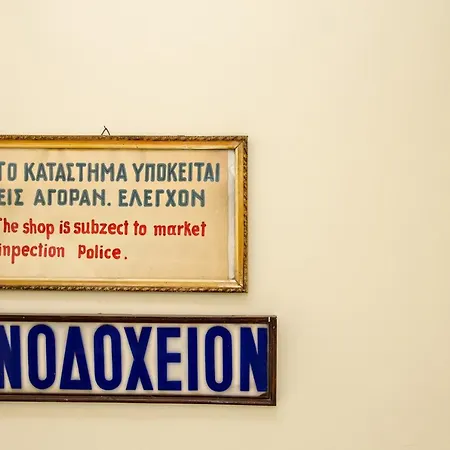 ΤΟ ΚΑΤΑΣΤΗΜΑ ΥΠΟΚΕΙΤΑΙ
ΕΙΣ ΑΓΟΡΑΝ. ΕΛΕΓΧΟΝ
The shop is subzect to market
inpection Police.
ΝΟΔΟΧΕΙΟΝ